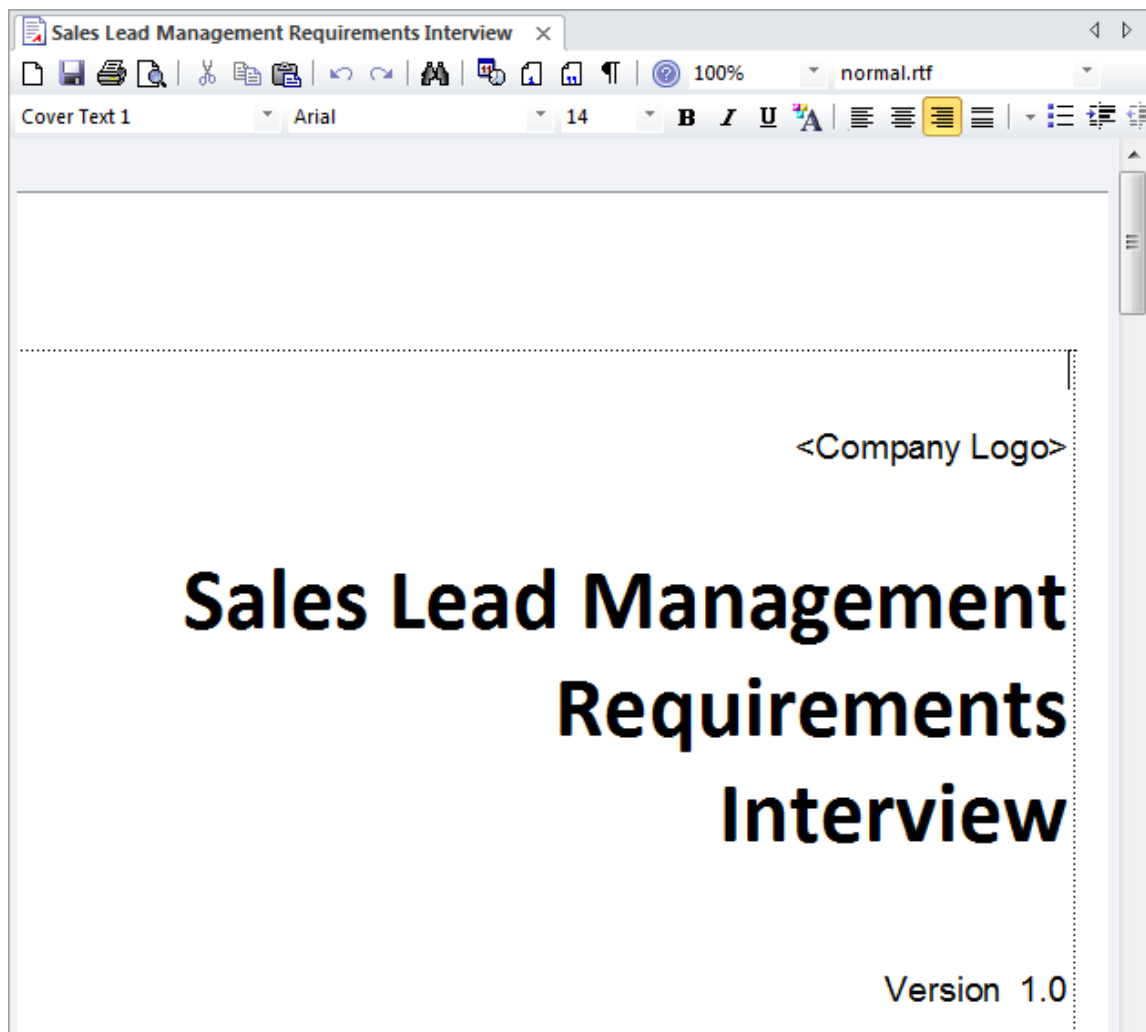 Sales Lead Management Requirements Interview
100% normal.rtf
Cover Text 1 Arial 14 B I U A
<Company Logo>
Sales Lead Management
Requirements
Interview
Version 1.0